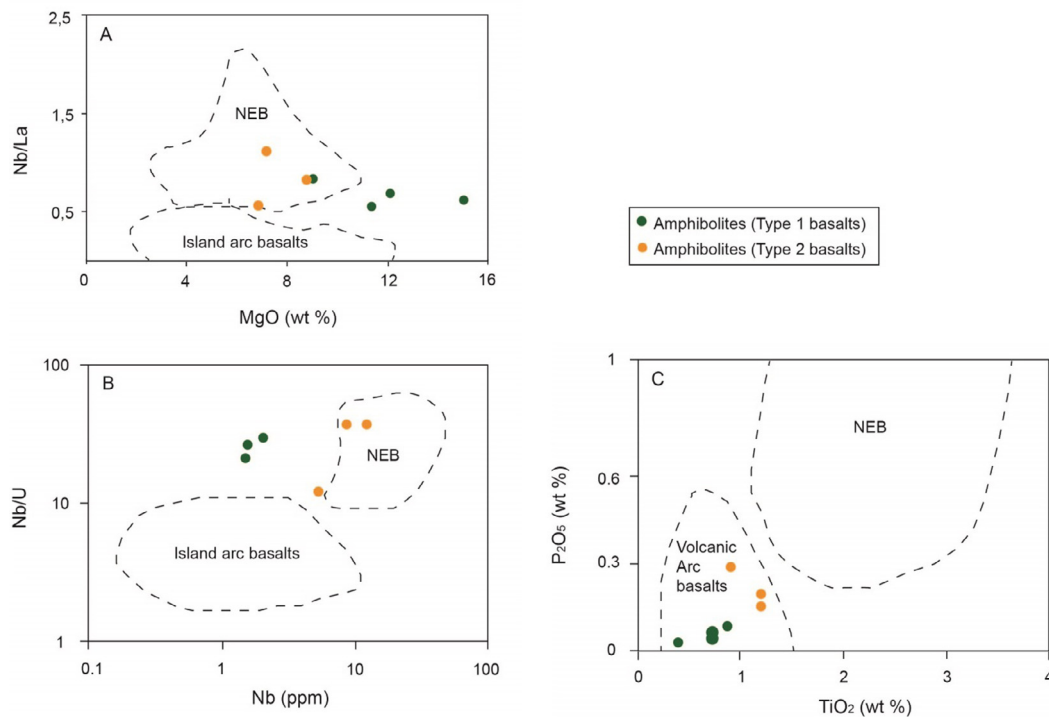 A
2,5
1,5
0,5
Nb/La
NEB
Island arc basalts
0
4
8
12
16
MgO (wt %)
Amphibolites (Type 1 basalts)
Amphibolites (Type 2 basalts)
B
100
10
1
Nb/U
NEB
Island arc basalts
0.1
1
10
100
Nb (ppm)
C
1
0.6
0.3
0
P₂O₅ (wt %)
NEB
Volcanic
Arc
basalts
0
1
2
3
4
TiO₂ (wt %)